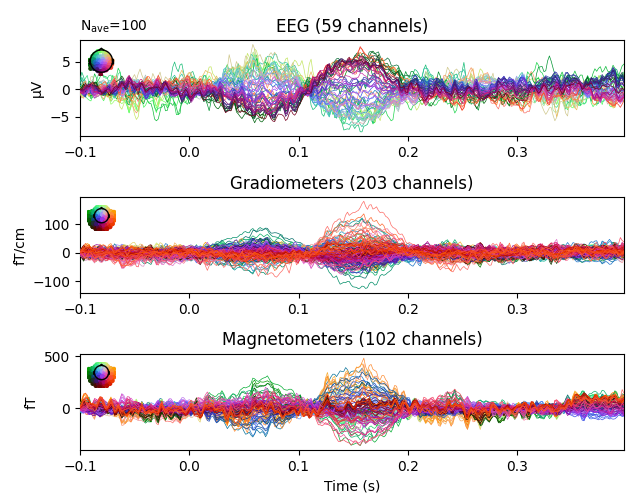 Nave=100
EEG (59 channels)
5
0
−5
µV
−0.1 0.0 0.1 0.2 0.3
Gradiometers (203 channels)
100
0
−100
fT/cm
−0.1 0.0 0.1 0.2 0.3
Magnetometers (102 channels)
500
0
fT
−0.1 0.0 0.1 0.2 0.3
Time (s)